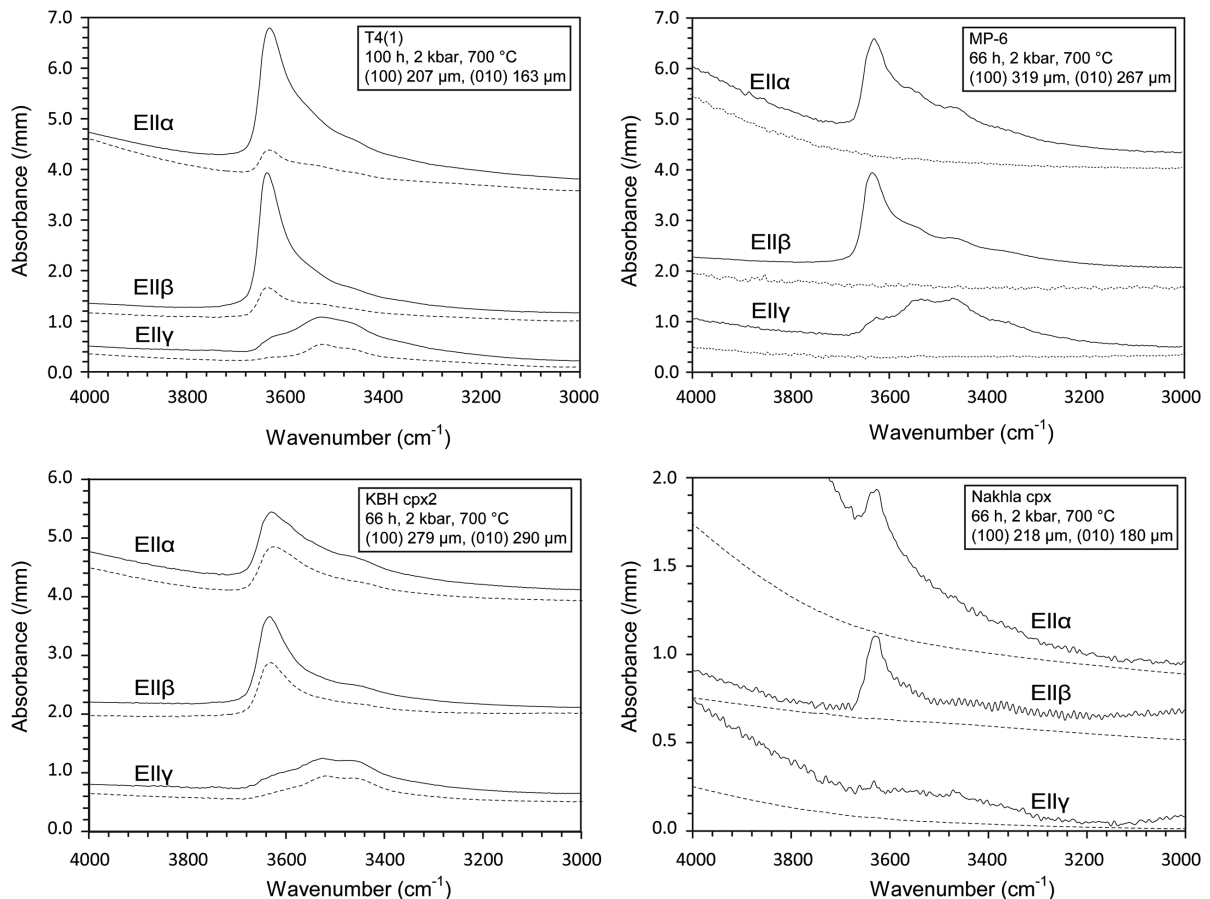 7.0
6.0
5.0
4.0
3.0
2.0
1.0
0.0
Absorbance (/mm)
T4(1)
100 h, 2 kbar, 700 °C
(100) 207 µm, (010) 163 µm
EIIα
EIIβ
EIIγ
4000 3800 3600 3400 3200 3000
Wavenumber (cm⁻¹)
7.0
6.0
5.0
4.0
3.0
2.0
1.0
0.0
Absorbance (/mm)
MP-6
66 h, 2 kbar, 700 °C
(100) 319 µm, (010) 267 µm
EIIα
EIIβ
EIIγ
4000 3800 3600 3400 3200 3000
Wavenumber (cm⁻¹)
6.0
5.0
4.0
3.0
2.0
1.0
0.0
Absorbance (/mm)
KBH cpx2
66 h, 2 kbar, 700 °C
(100) 279 µm, (010) 290 µm
EIIα
EIIβ
EIIγ
4000 3800 3600 3400 3200 3000
Wavenumber (cm⁻¹)
2.0
1.5
1.0
0.5
0.0
Absorbance (/mm)
Nakhla cpx
66 h, 2 kbar, 700 °C
(100) 218 µm, (010) 180 µm
EIIα
EIIβ
EIIγ
4000 3800 3600 3400 3200 3000
Wavenumber (cm⁻¹)